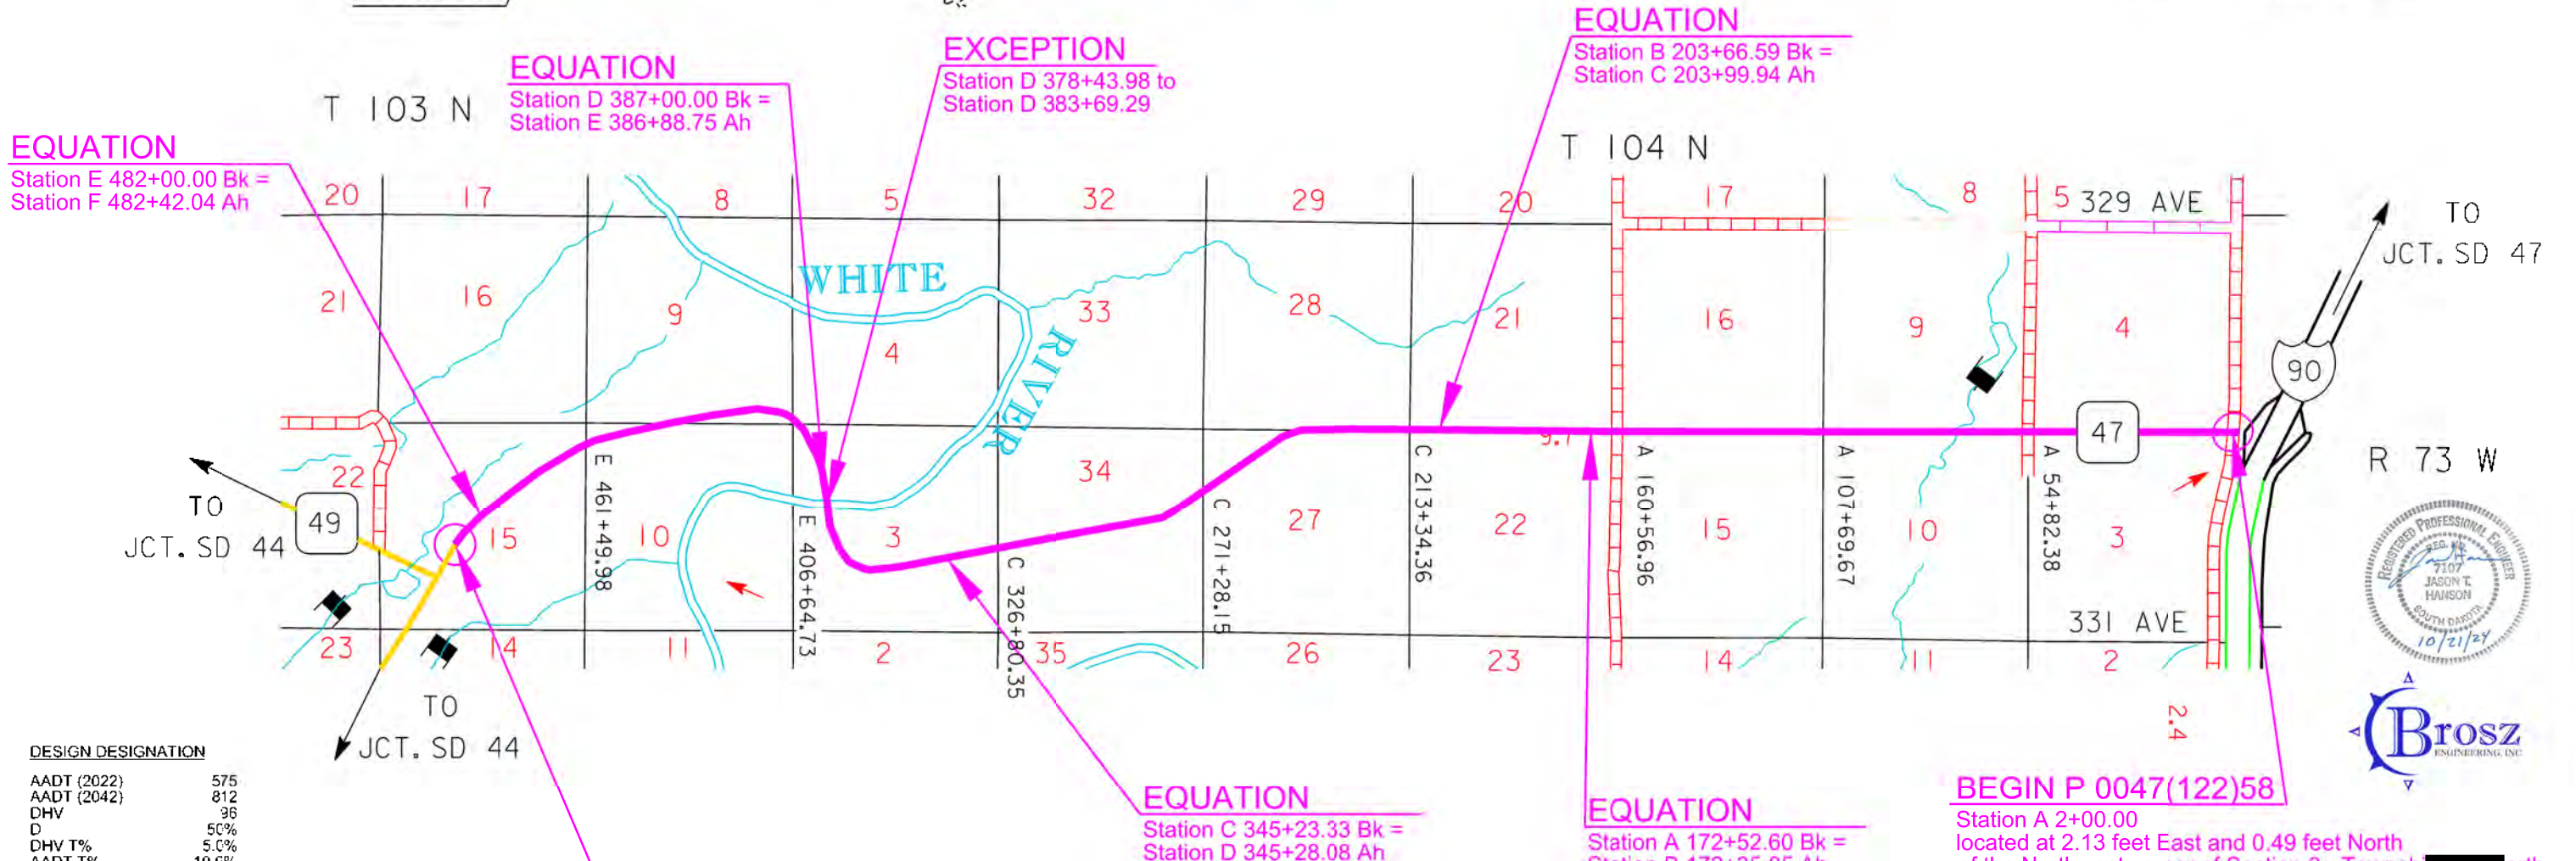 EQUATION
Station B 203+66.59 Bk =
Station C 203+99.94 Ah
EXCEPTION
Station D 378+43.98 to
Station D 383+69.29
EQUATION
Station D 387+00.00 Bk =
Station E 386+88.75 Ah
T 103 N
T 104 N
EQUATION
Station E 482+00.00 Bk =
Station F 482+42.04 Ah
20 17 8 5 32 29 20 17 8 5 329 AVE
TO
JCT. SD 47
WHITE
RIVER
21 16 9 4 33 28 21 16 9 4
90
47
9.7
22 15 10 3 34 27 22 15 10 3
R 73 W
49
TO
JCT. SD 44
E 461+49.98
E 406+64.73
C 326+80.35
C 271+28.15
C 213+34.36
A 160+56.96
A 107+69.67
A 54+82.38
REGISTERED PROFESSIONAL ENGINEER
REG. NO.
7107
JASON T.
HANSON
SOUTH DAKOTA
10/21/24
331 AVE
23 14 11 2 35 26 23 14 11 2
2.4
TO
JCT. SD 44
Brosz
ENGINEERING, INC
DESIGN DESIGNATION
AADT (2022) 575
AADT (2042) 812
DHV 96
D 50%
DHV T% 5.0%
AADT T%
EQUATION
Station C 345+23.33 Bk =
Station D 345+28.08 Ah
EQUATION
Station A 172+52.60 Bk =
BEGIN P 0047(122)58
Station A 2+00.00
located at 2.13 feet East and 0.49 feet North